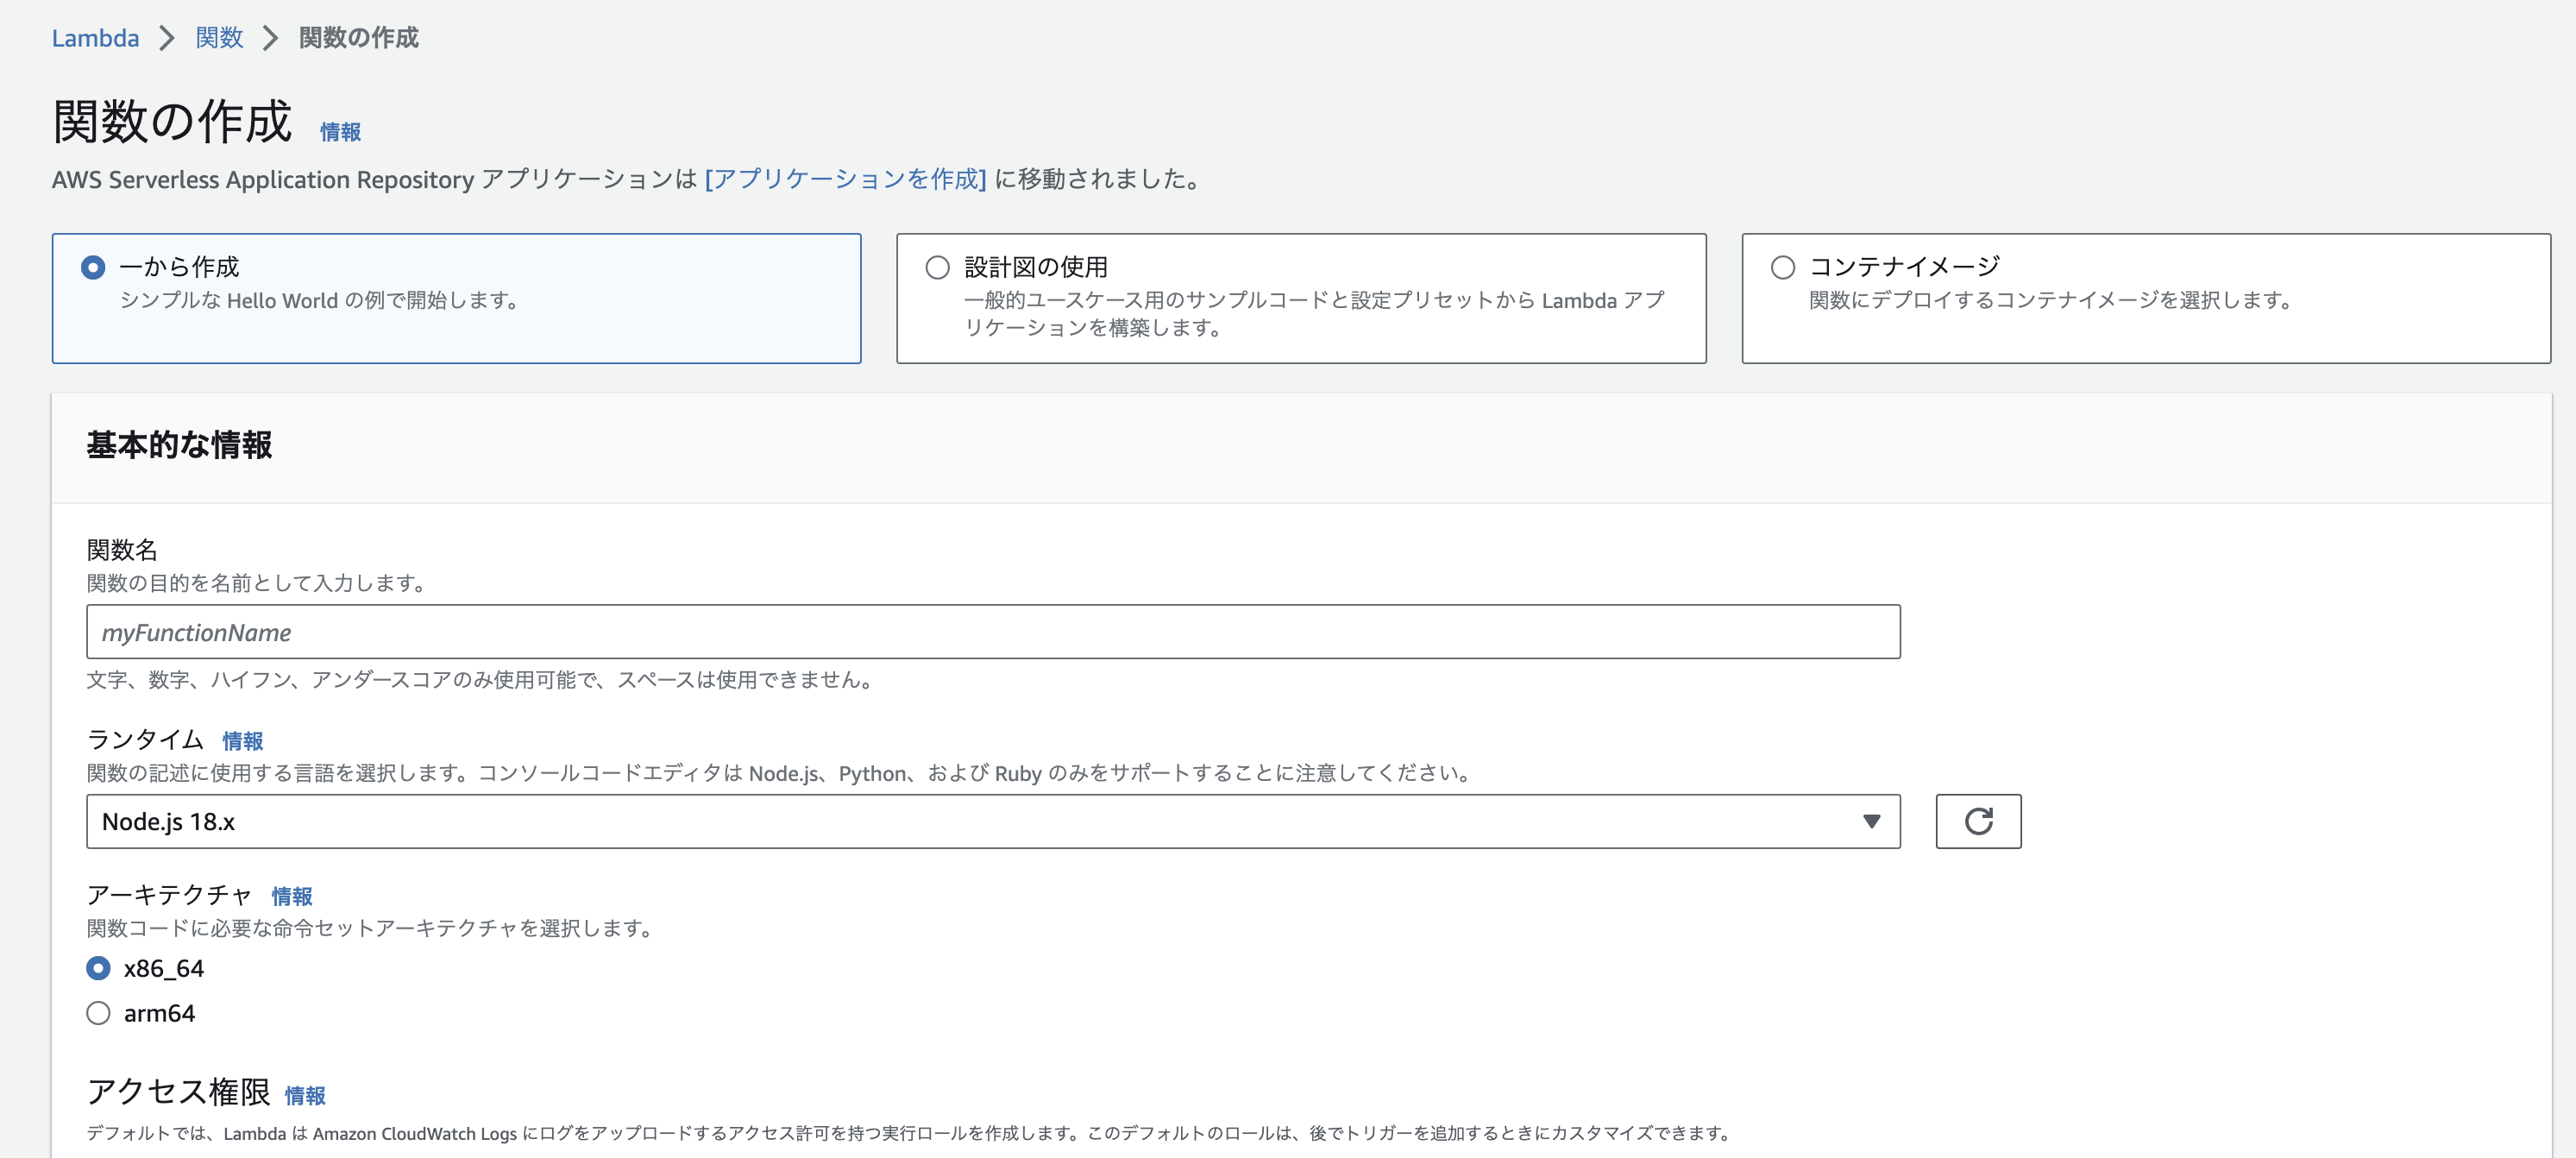 Lambda > 関数 > 関数の作成
関数の作成 情報
AWS Serverless Application Repository アプリケーションは [アプリケーションを作成] に移動されました。
一から作成
シンプルな Hello World の例で開始します。
設計図の使用
一般的ユースケース用のサンプルコードと設定プリセットから Lambda アプ
リケーションを構築します。
コンテナイメージ
関数にデプロイするコンテナイメージを選択します。
基本的な情報
関数名
関数の目的を名前として入力します。
myFunctionName
文字、数字、ハイフン、アンダースコアのみ使用可能で、スペースは使用できません。
ランタイム 情報
関数の記述に使用する言語を選択します。コンソールコードエディタは Node.js、Python、および Ruby のみをサポートすることに注意してください。
Node.js 18.x
アーキテクチャ 情報
関数コードに必要な命令セットアーキテクチャを選択します。
x86_64
arm64
アクセス権限 情報
デフォルトでは、Lambda は Amazon CloudWatch Logs にログをアップロードするアクセス許可を持つ実行ロールを作成します。このデフォルトのロールは、後でトリガーを追加するときにカスタマイズできます。